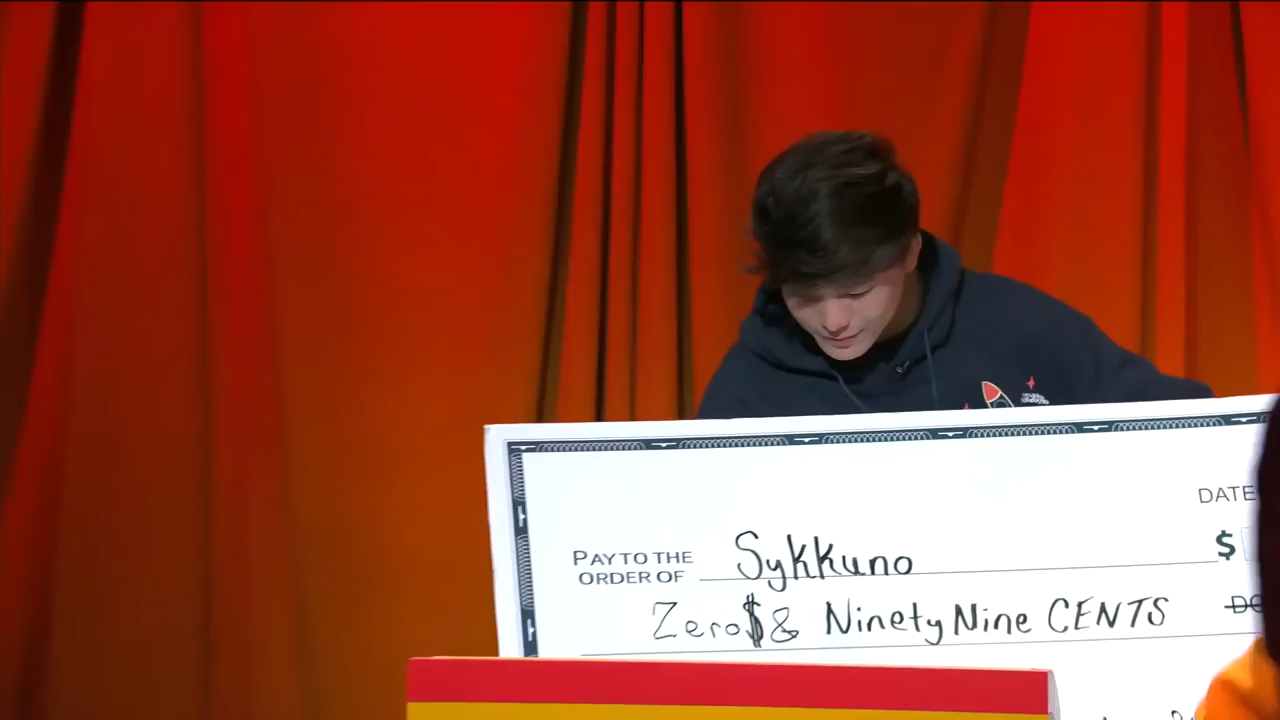 DATE
PAY TO THE
ORDER OF
Sykkuno
$
Zero$ & Ninety Nine CENTS